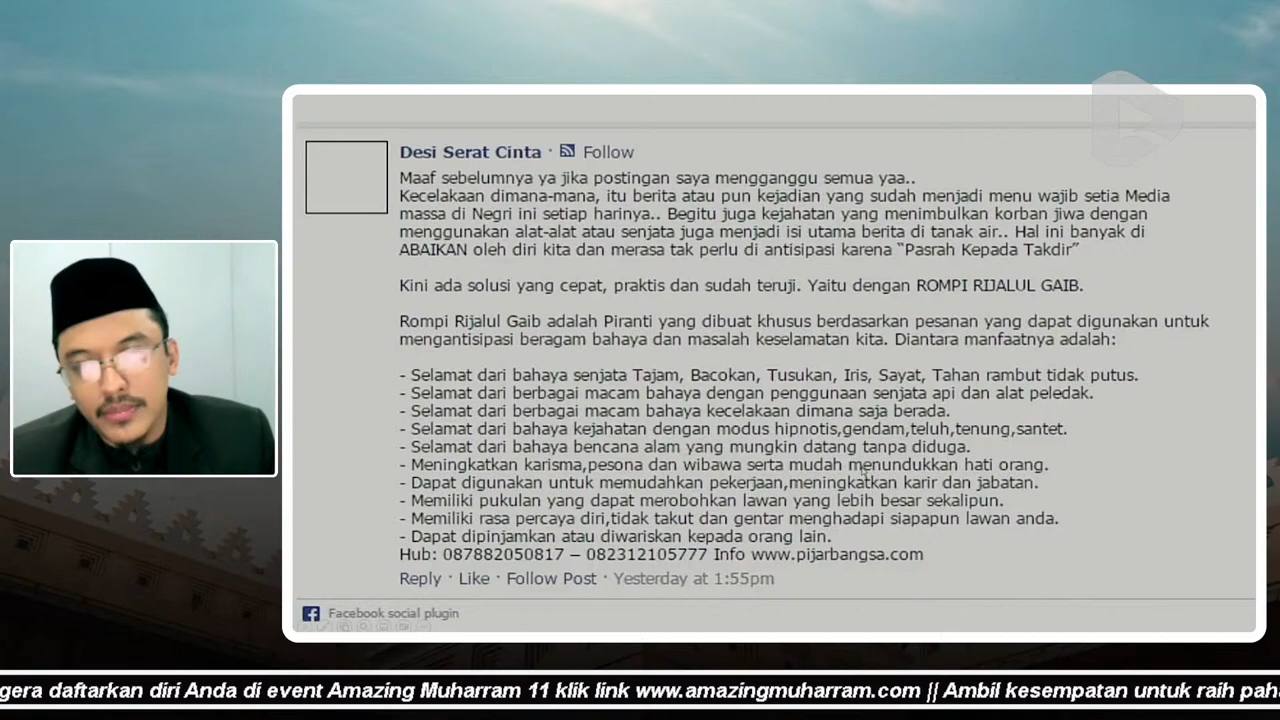 Desi Serat Cinta · Follow
Maaf sebelumnya ya jika postingan saya mengganggu semua yaa..
Kecelakaan dimana-mana, itu berita atau pun kejadian yang sudah menjadi menu wajib setia Media
massa di Negri ini setiap harinya.. Begitu juga kejahatan yang menimbulkan korban jiwa dengan
menggunakan alat-alat atau senjata juga menjadi isi utama berita di tanak air.. Hal ini banyak di
ABAIKAN oleh diri kita dan merasa tak perlu di antisipasi karena “Pasrah Kepada Takdir”
Kini ada solusi yang cepat, praktis dan sudah teruji. Yaitu dengan ROMPI RIJALUL GAIB.
Rompi Rijalul Gaib adalah Piranti yang dibuat khusus berdasarkan pesanan yang dapat digunakan untuk
mengantisipasi beragam bahaya dan masalah keselamatan kita. Diantara manfaatnya adalah:
- Selamat dari bahaya senjata Tajam, Bacokan, Tusukan, Iris, Sayat, Tahan rambut tidak putus.
- Selamat dari berbagai macam bahaya dengan penggunaan senjata api dan alat peledak.
- Selamat dari berbagai macam bahaya kecelakaan dimana saja berada.
- Selamat dari bahaya kejahatan dengan modus hipnotis,gendam,teluh,tenung,santet.
- Selamat dari bahaya bencana alam yang mungkin datang tanpa diduga.
- Meningkatkan karisma,pesona dan wibawa serta mudah menundukkan hati orang.
- Dapat digunakan untuk memudahkan pekerjaan,meningkatkan karir dan jabatan.
- Memiliki pukulan yang dapat merobohkan lawan yang lebih besar sekalipun.
- Memiliki rasa percaya diri,tidak takut dan gentar menghadapi siapapun lawan anda.
- Dapat dipinjamkan atau diwariskan kepada orang lain.
Hub: 087882050817 – 082312105777 Info www.pijarbangsa.com
Reply · Like · Follow Post · Yesterday at 1:55pm
Facebook social plugin
gera daftarkan diri Anda di event Amazing Muharram 11 klik link www.amazingmuharram.com || Ambil kesempatan untuk raih paha